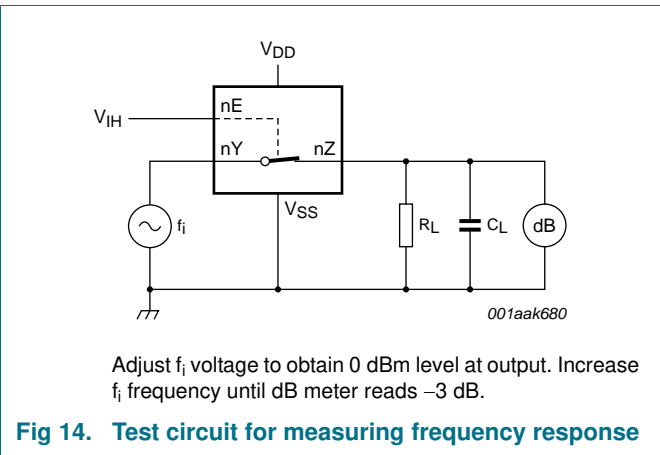 VDD
nE
VIH
nY
nZ
VSS
fi
RL
CL
dB
001aak680
Adjust fi voltage to obtain 0 dBm level at output. Increase
fi frequency until dB meter reads −3 dB.
Fig 14. Test circuit for measuring frequency response